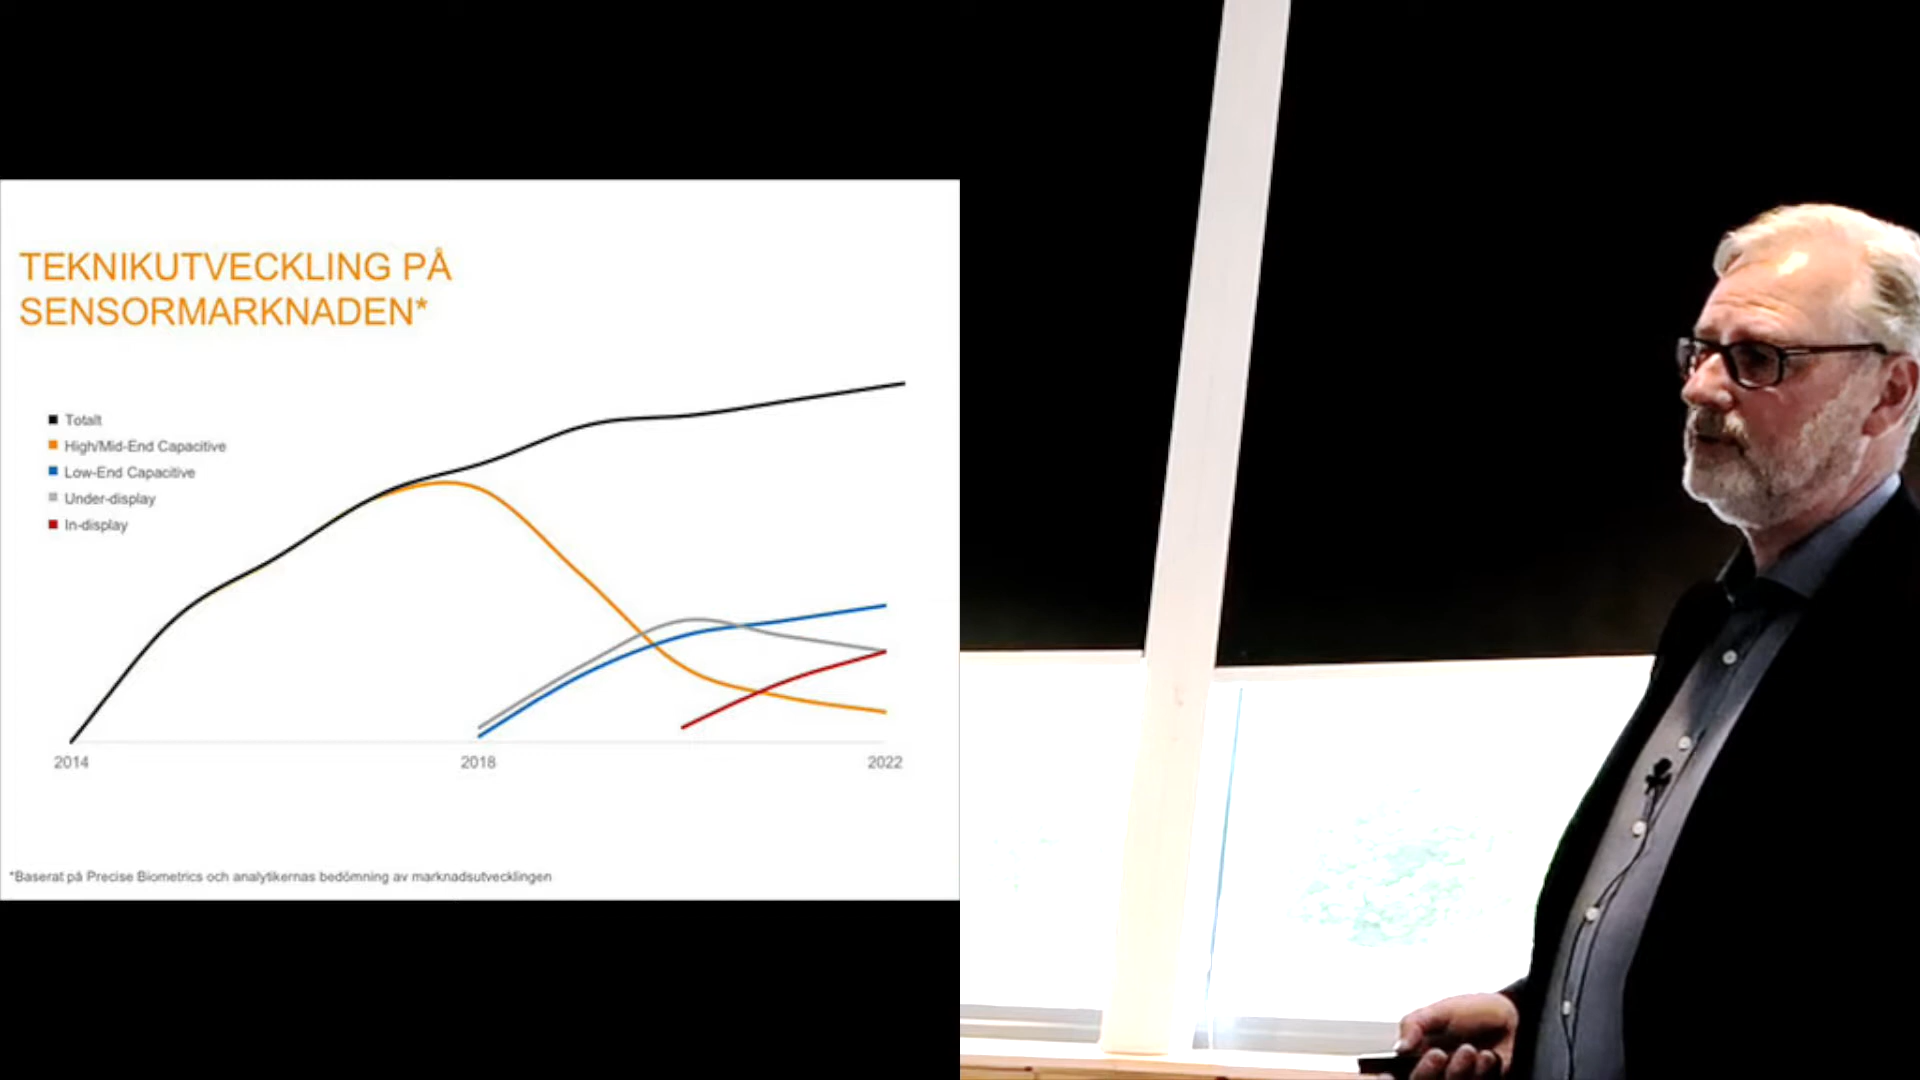 TEKNIKUTVECKLING PÅ
SENSORMARKNADEN*
Totalt
High/Mid-End Capacitive
Low-End Capacitive
Under-display
In-display
2014 2018 2022
*Baserat på Precise Biometrics och analytikernas bedömning av marknadsutvecklingen